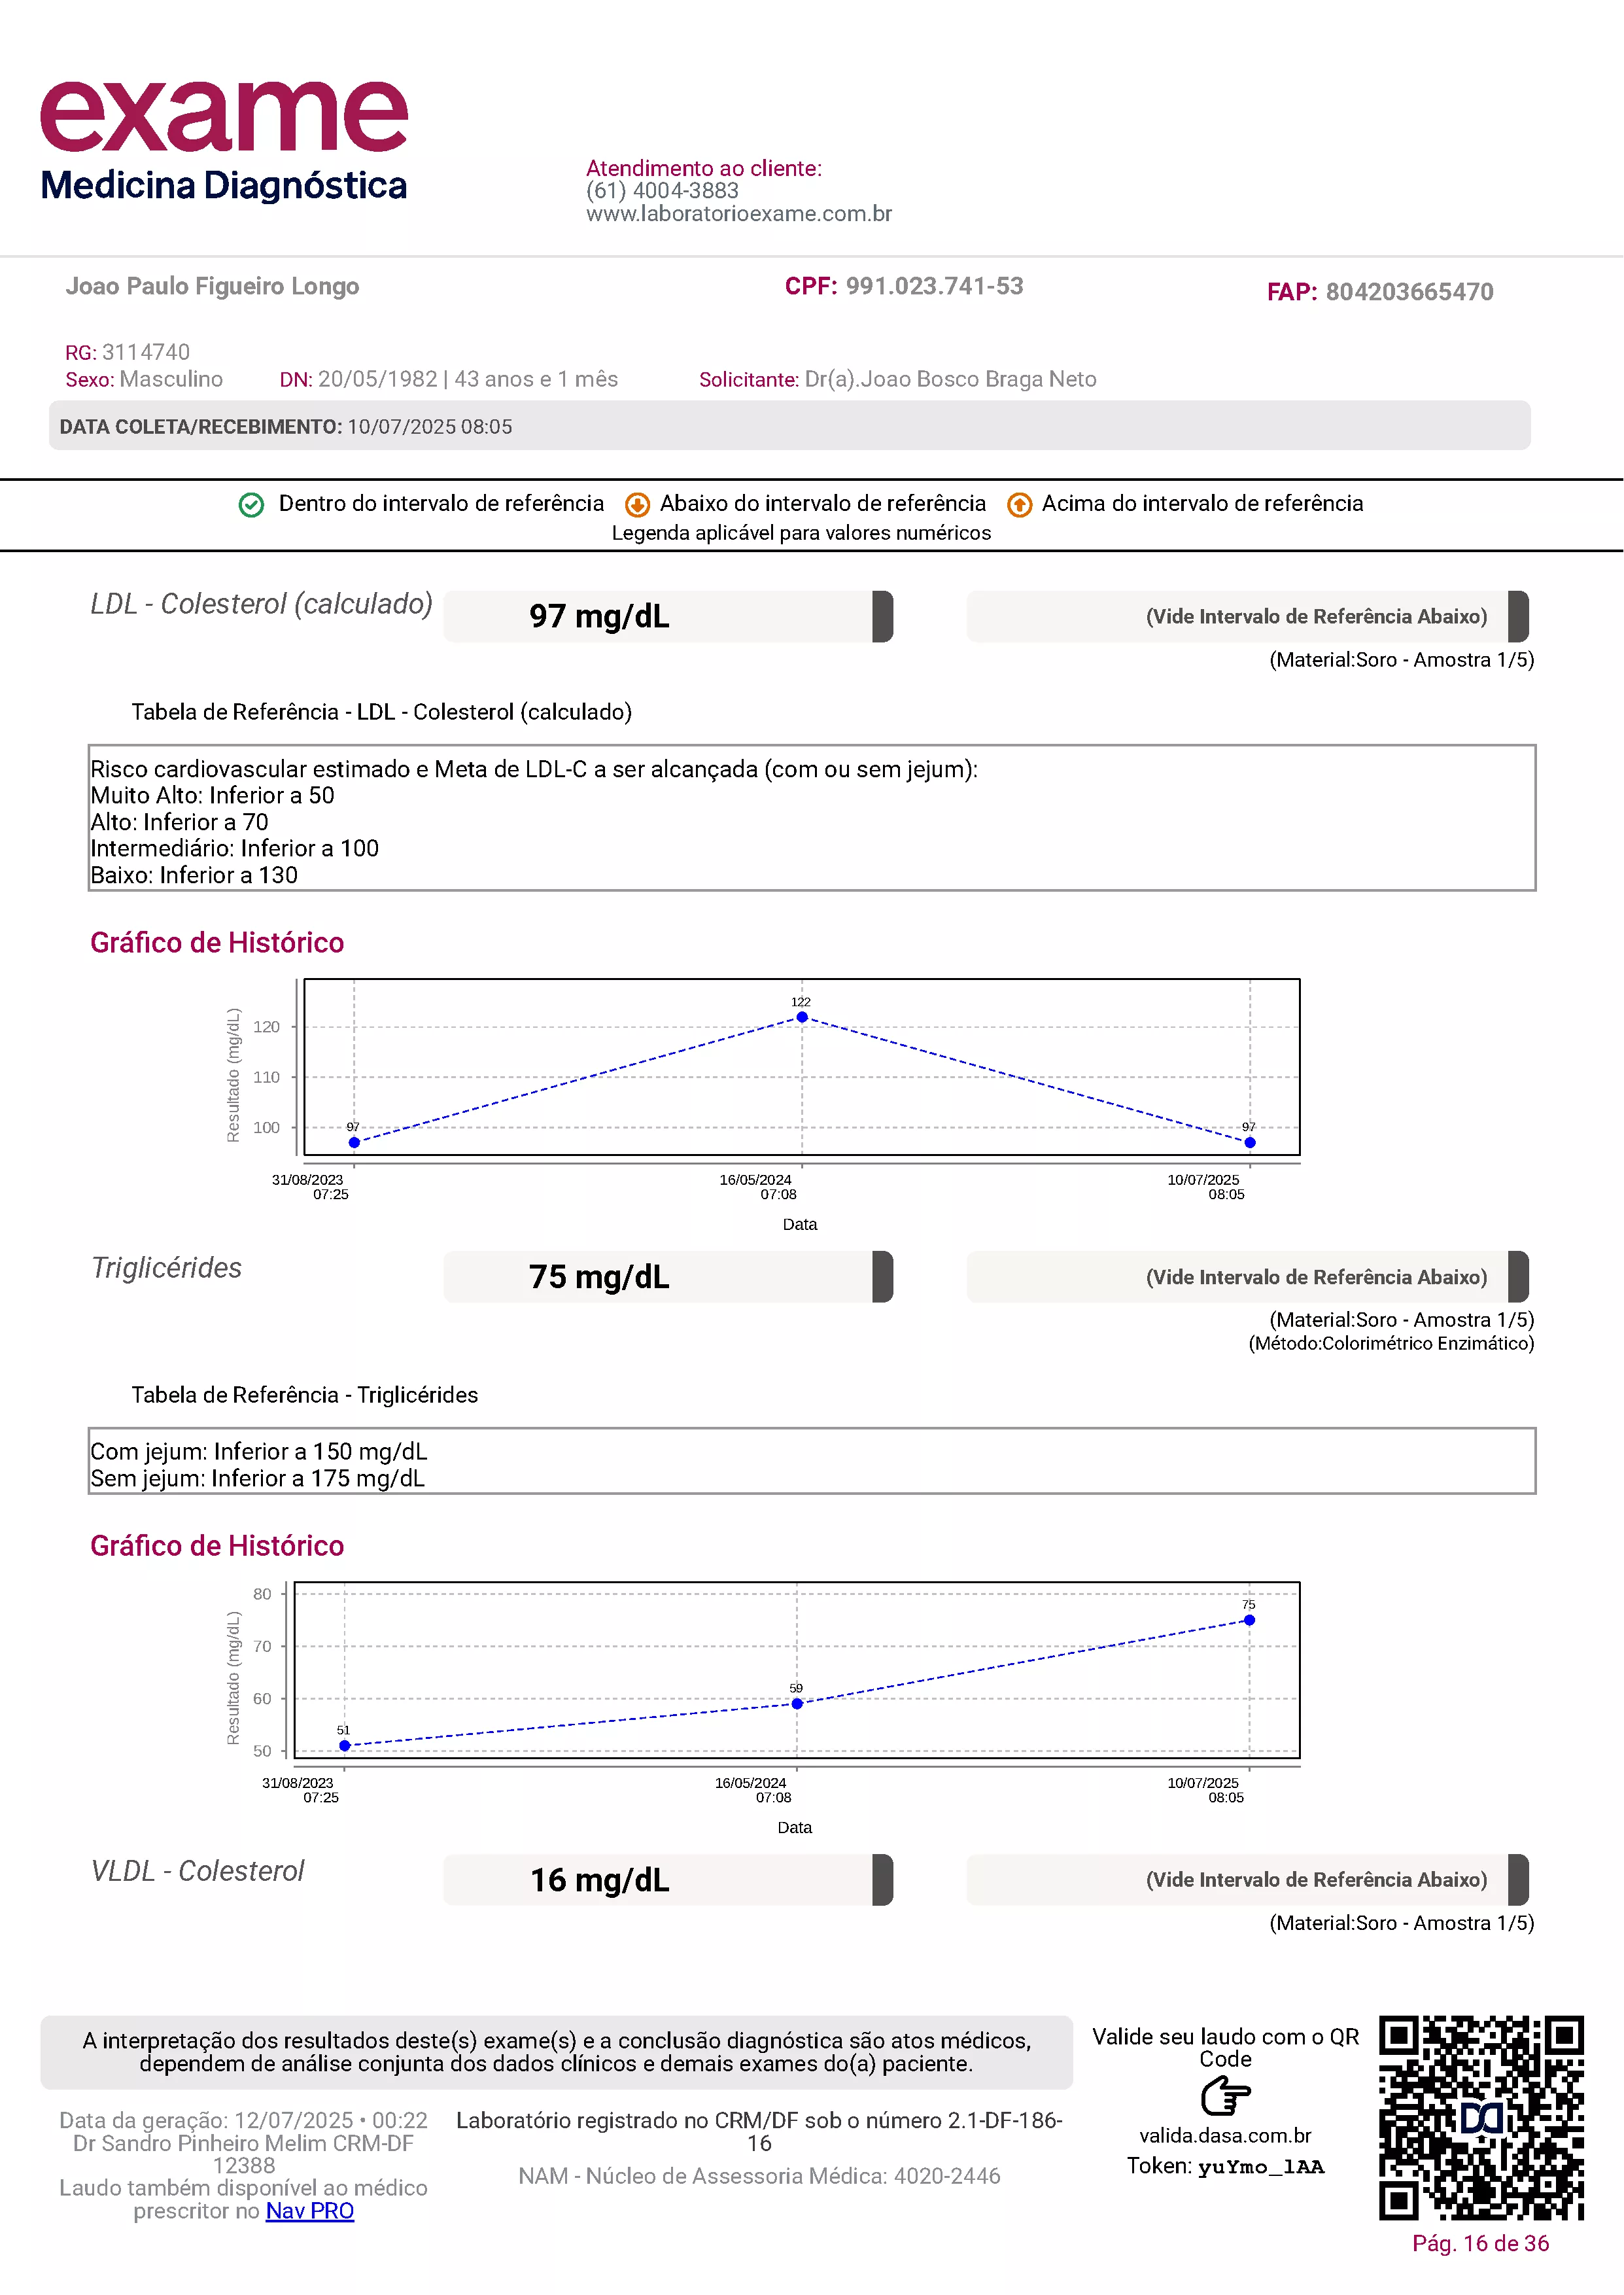 exame
Medicina Diagnóstica
Atendimento ao cliente:
(61) 4004-3883
www.laboratorioexame.com.br
Joao Paulo Figueiro Longo
CPF: 991.023.741-53
FAP: 804203665470
RG: 3114740
Sexo: Masculino DN: 20/05/1982 | 43 anos e 1 mês Solicitante: Dr(a).Joao Bosco Braga Neto
DATA COLETA/RECEBIMENTO: 10/07/2025 08:05
Dentro do intervalo de referência Abaixo do intervalo de referência Acima do intervalo de referência
Legenda aplicável para valores numéricos
LDL - Colesterol (calculado) 97 mg/dL (Vide Intervalo de Referência Abaixo)
(Material:Soro - Amostra 1/5)
Tabela de Referência - LDL - Colesterol (calculado)
Risco cardiovascular estimado e Meta de LDL-C a ser alcançada (com ou sem jejum):
Muito Alto: Inferior a 50
Alto: Inferior a 70
Intermediário: Inferior a 100
Baixo: Inferior a 130
Gráfico de Histórico
Resultado (mg/dL)
120
110
100
97
122
97
31/08/2023 07:25
16/05/2024 07:08
10/07/2025 08:05
Data
Triglicérides 75 mg/dL (Vide Intervalo de Referência Abaixo)
(Material:Soro - Amostra 1/5)
(Método:Colorimétrico Enzimático)
Tabela de Referência - Triglicérides
Com jejum: Inferior a 150 mg/dL
Sem jejum: Inferior a 175 mg/dL
Gráfico de Histórico
Resultado (mg/dL)
80
70
60
50
51
59
75
31/08/2023 07:25
16/05/2024 07:08
10/07/2025 08:05
Data
VLDL - Colesterol 16 mg/dL (Vide Intervalo de Referência Abaixo)
(Material:Soro - Amostra 1/5)
A interpretação dos resultados deste(s) exame(s) e a conclusão diagnóstica são atos médicos,
dependem de análise conjunta dos dados clínicos e demais exames do(a) paciente.
Data da geração: 12/07/2025 • 00:22
Dr Sandro Pinheiro Melim CRM-DF
12388
Laudo também disponível ao médico
prescritor no Nav PRO
Laboratório registrado no CRM/DF sob o número 2.1-DF-186-
16
NAM - Núcleo de Assessoria Médica: 4020-2446
Valide seu laudo com o QR
Code
valida.dasa.com.br
Token: yuYmo_lAA
Pág. 16 de 36